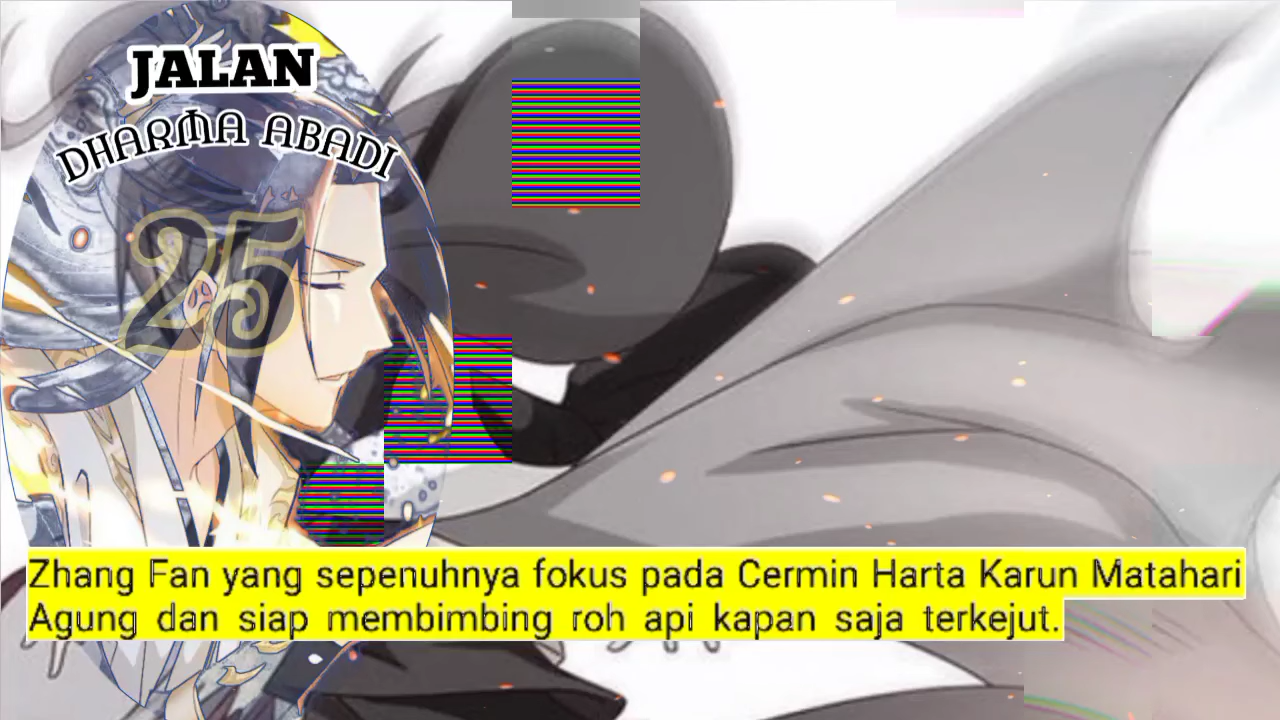 JALAN
DHARMA ABADI
25
Zhang Fan yang sepenuhnya fokus pada Cermin Harta Karun Matahari
Agung dan siap membimbing roh api kapan saja terkejut.